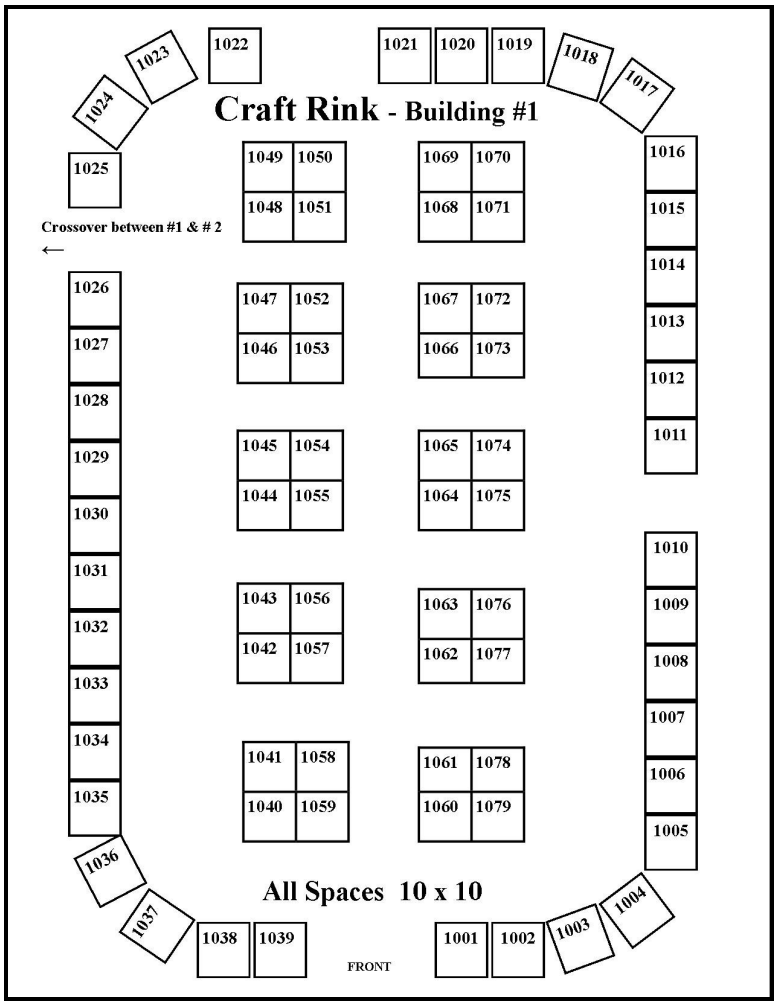 1022 1021 1020 1019
1023 1018
1024 1017
Craft Rink - Building #1
1025 1016
1049 1050 1069 1070
1048 1051 1068 1071 1015
Crossover between #1 & # 2
←
1014
1026
1047 1052 1067 1072
1013
1027 1046 1053 1066 1073
1012
1028
1011
1045 1054 1065 1074
1029
1044 1055 1064 1075
1030
1010
1031
1043 1056 1063 1076 1009
1032
1042 1057 1062 1077
1008
1033
1007
1034
1041 1058 1061 1078
1006
1035
1040 1059 1060 1079
1005
1036
All Spaces 10 x 10
1004
1037
1003
1038 1039 1001 1002
FRONT